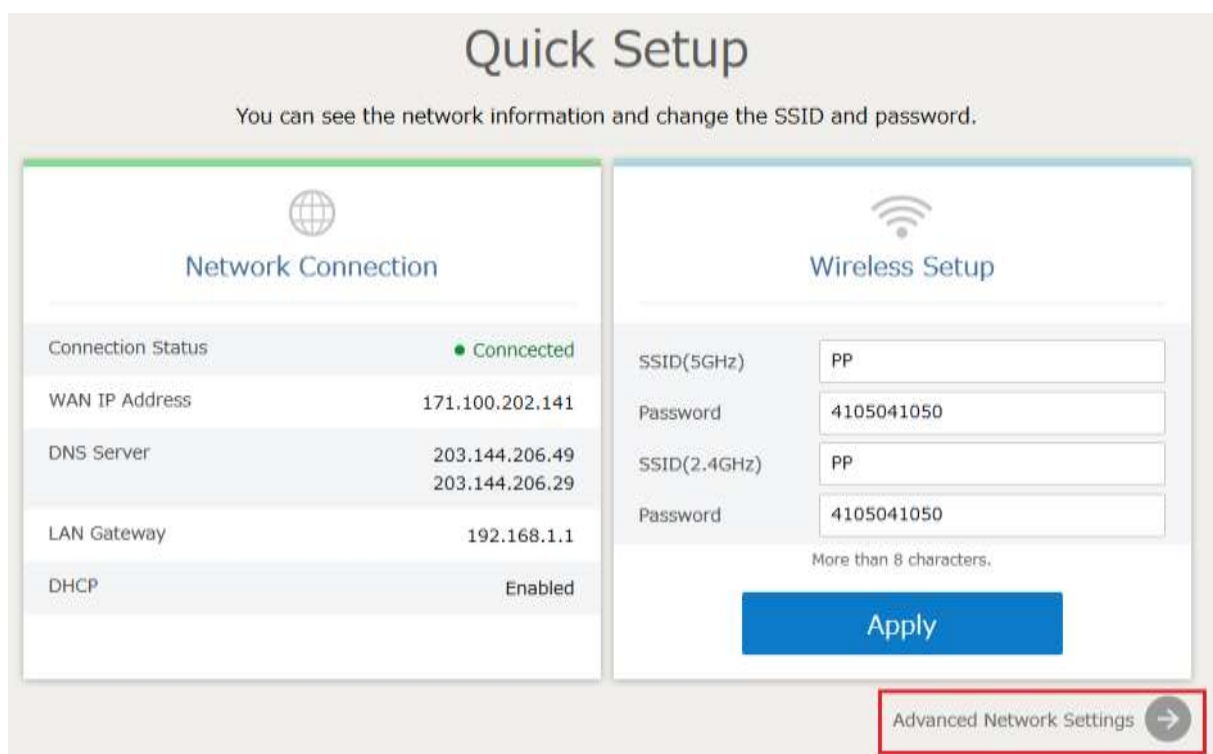 Quick Setup
You can see the network information and change the SSID and password.
Network Connection
Connection Status ● Conncected
WAN IP Address 171.100.202.141
DNS Server 203.144.206.49
203.144.206.29
LAN Gateway 192.168.1.1
DHCP Enabled
Wireless Setup
SSID(5GHz) PP
Password 4105041050
SSID(2.4GHz) PP
Password 4105041050
More than 8 characters.
Apply
Advanced Network Settings